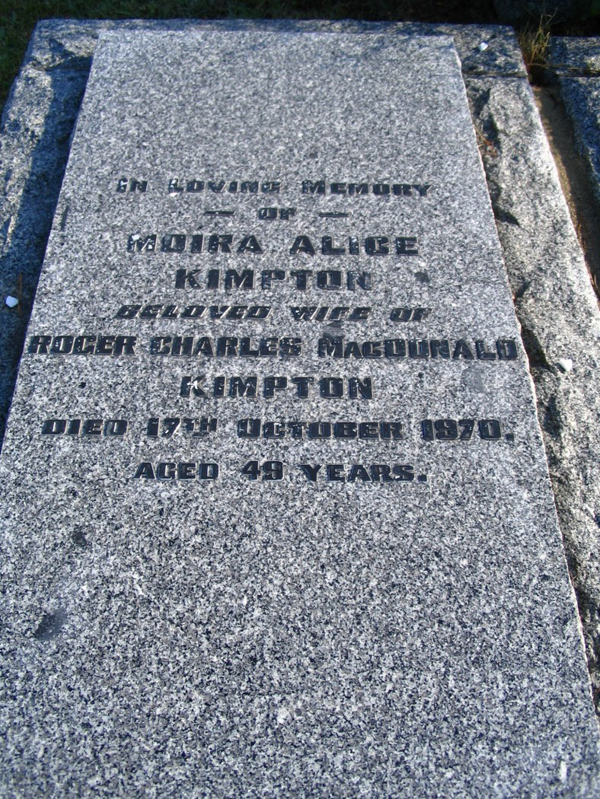 IN LOVING MEMORY
— OF —
MOIRA ALICE
KIMPTON
BELOVED WIFE OF
ROGER CHARLES MACDONALD
KIMPTON
DIED 17TH OCTOBER 1970.
AGED 49 YEARS.